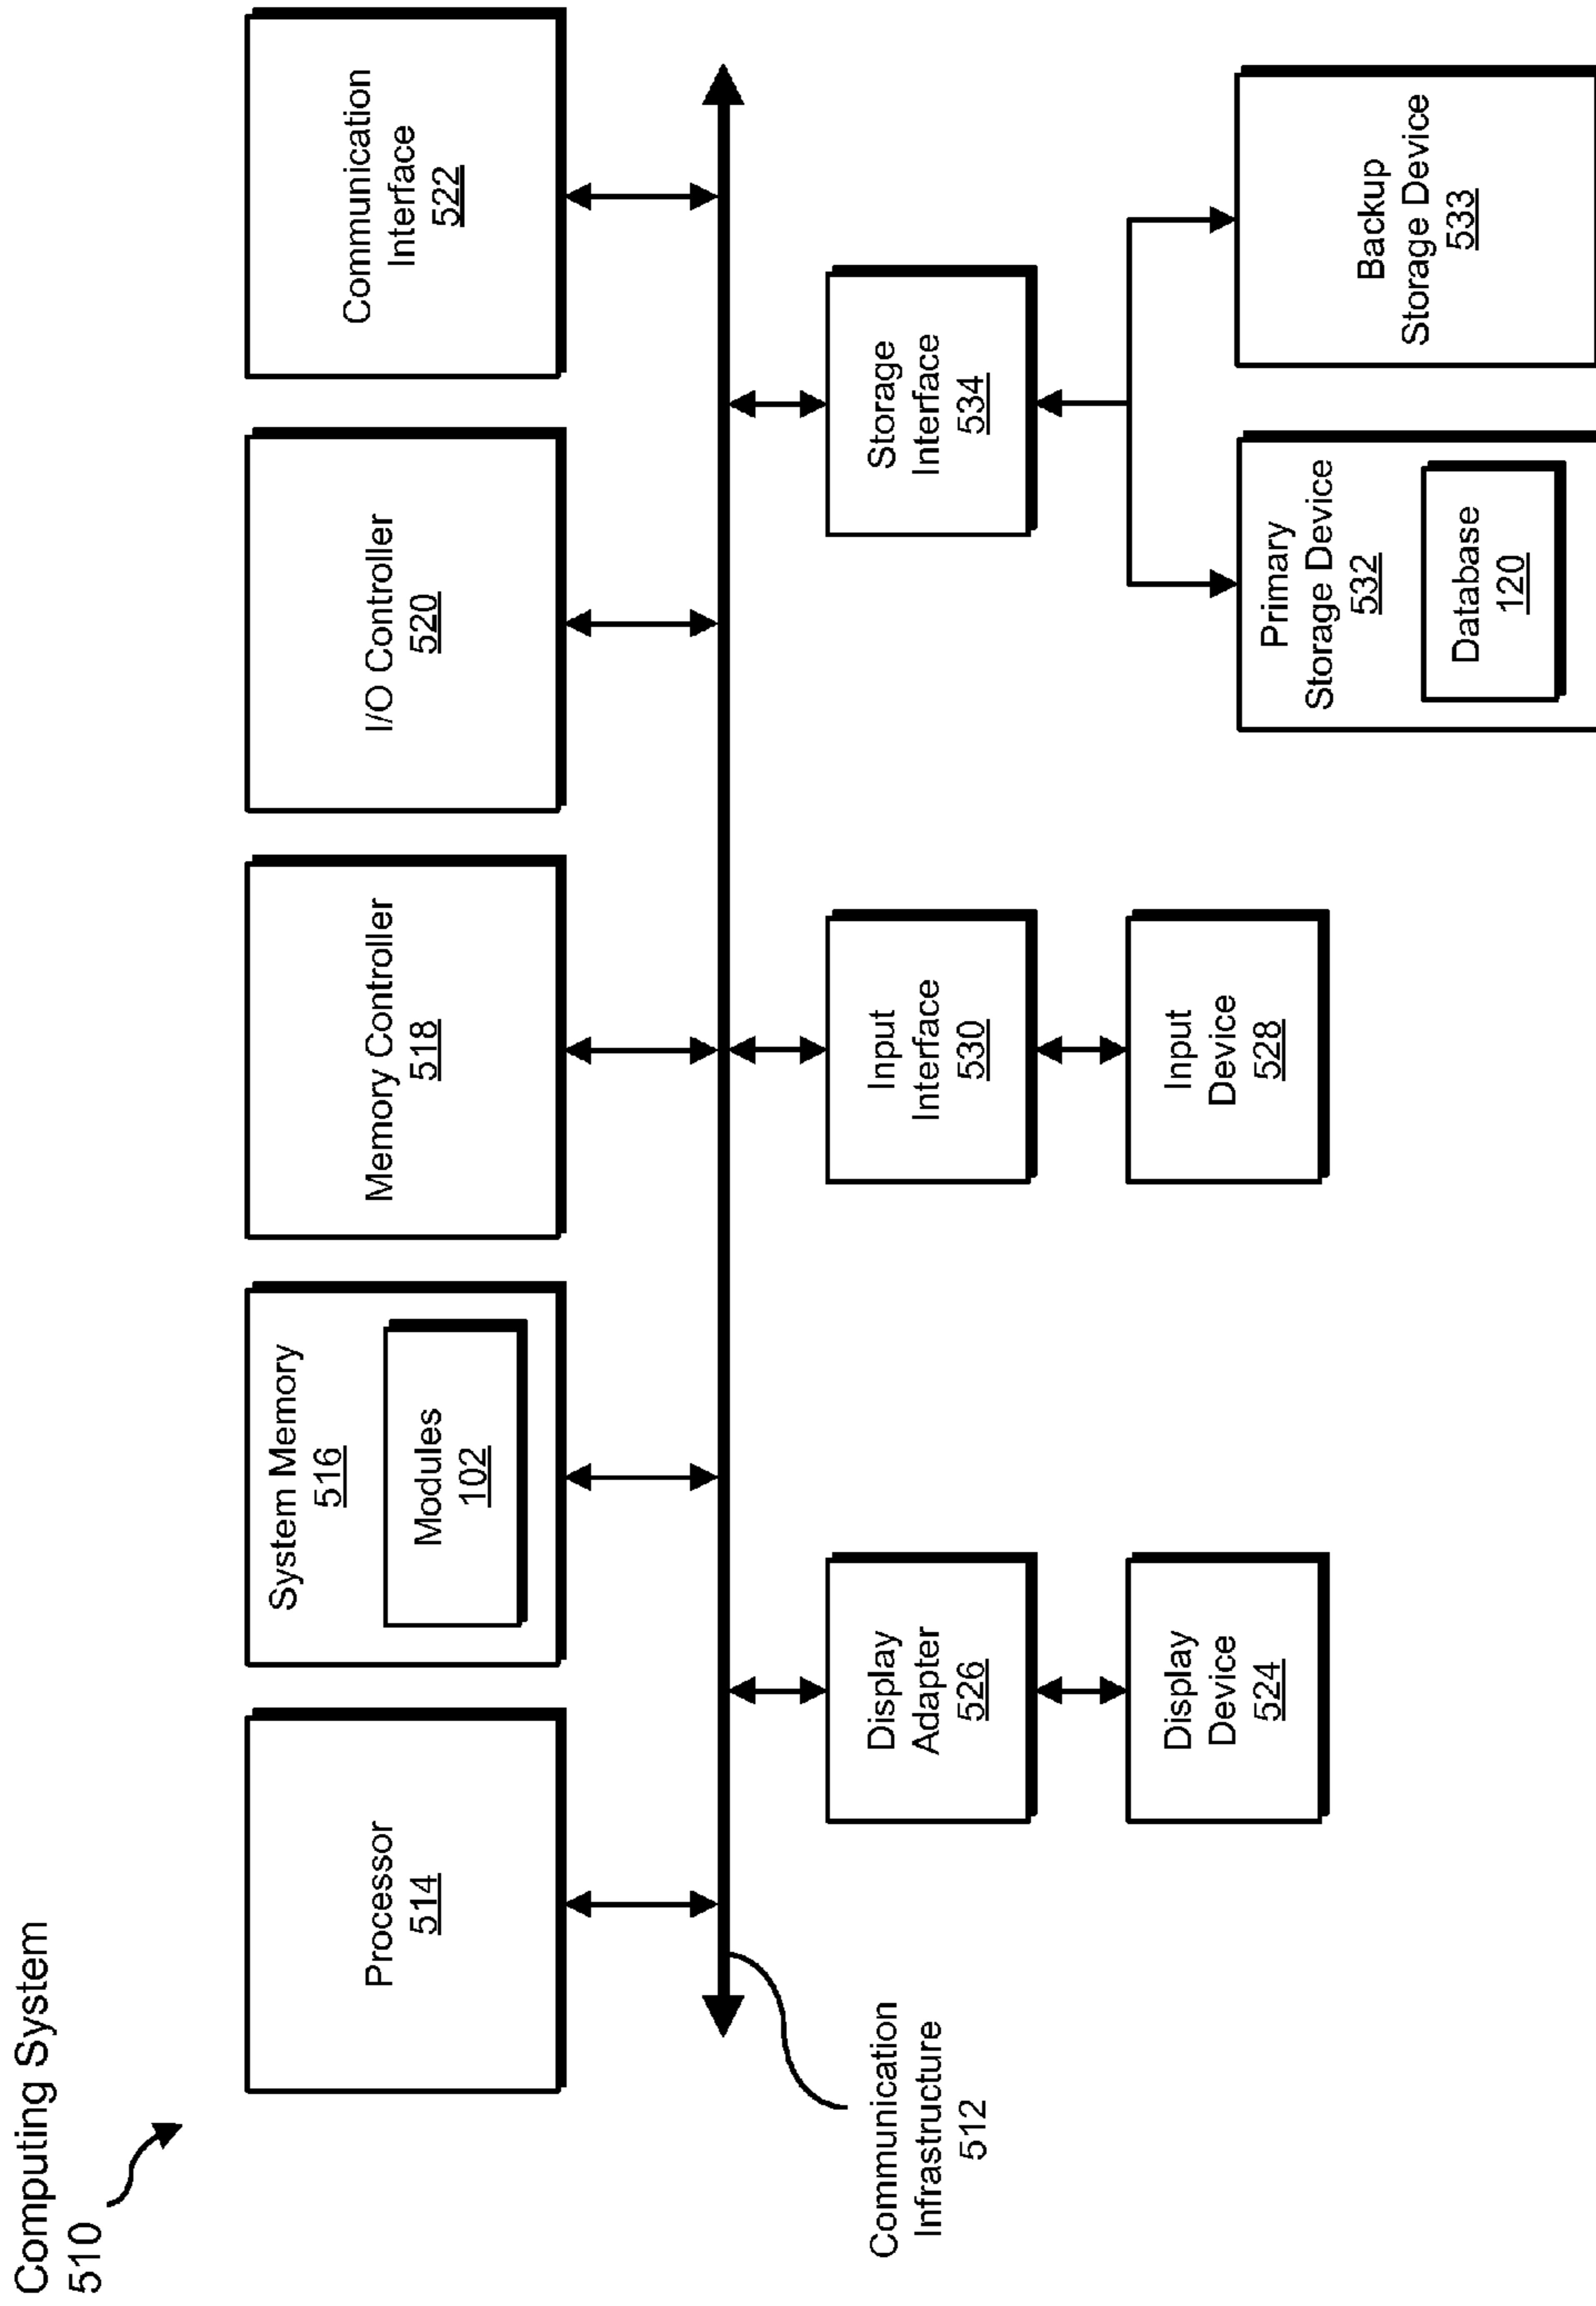 Computing System
510
Processor
514
System Memory
516
Modules
102
Memory Controller
518
I/O Controller
520
Communication
Interface
522
Communication
Infrastructure
512
Display
Adapter
526
Input
Interface
530
Storage
Interface
534
Display
Device
524
Input
Device
528
Primary
Storage Device
532
Database
120
Backup
Storage Device
533